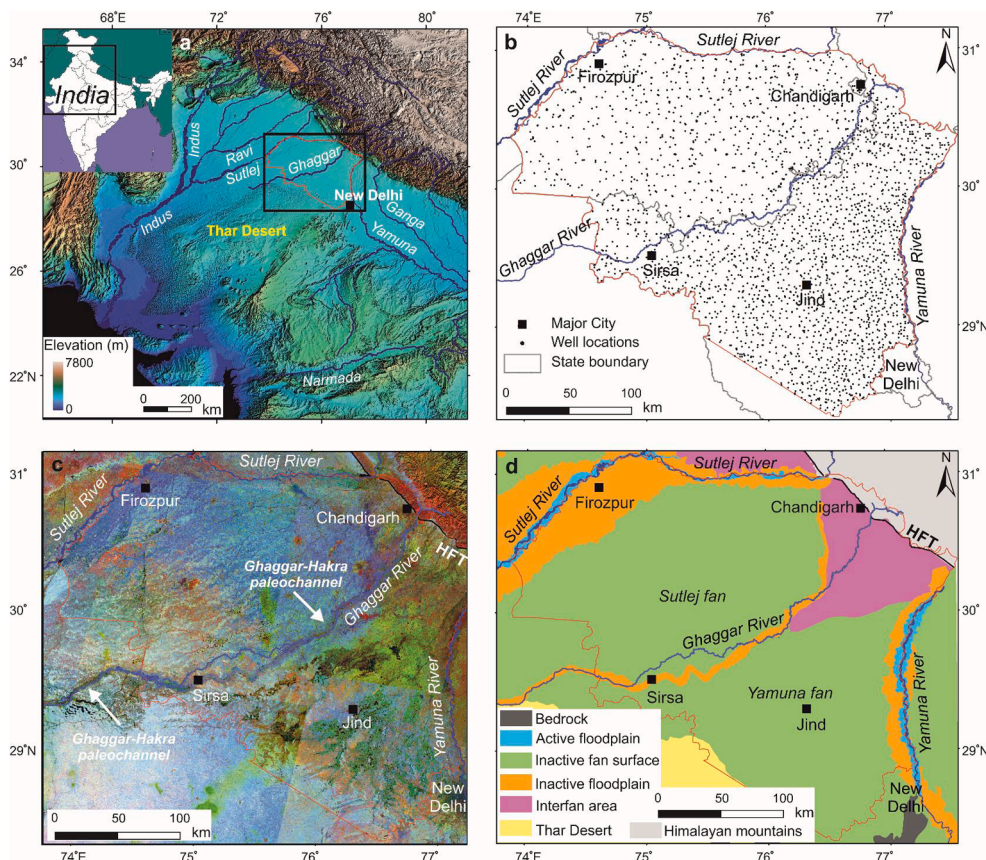 68°E
72°E
76°E
80°E
34°N
30°
26°
22°N
a
India
Indus
Ravi
Sutlej
Ghaggar
New Delhi
Ganga
Yamuna
Indus
Thar Desert
Narmada
Elevation (m)
7800
0
0 200
km
74°E
75°
76°
77°
31°
30°
29°
b
N
Sutlej River
Sutlej River
Firozpur
Chandigarh
Ghaggar River
Sirsa
Jind
Yamuna River
New
Delhi
Major City
Well locations
State boundary
0 50 100
km
c
31°
30°
29°N
Sutlej River
Sutlej River
Firozpur
Chandigarh
HFT
Ghaggar-Hakra
paleochannel
Ghaggar River
Sirsa
Jind
Ghaggar-Hakra
paleochannel
Yamuna River
New
Delhi
0 50 100
km
74°E
75°
76°
77°
d
N
31°
30°
29°N
Sutlej River
Sutlej River
Firozpur
Chandigarh
HFT
Sutlej fan
Ghaggar River
Sirsa
Yamuna fan
Jind
Yamuna River
New
Delhi
Bedrock
Active floodplain
Inactive fan surface
Inactive floodplain
Interfan area
Thar Desert
Himalayan mountains
0 50 100
km
74°E
75°
76°
77°